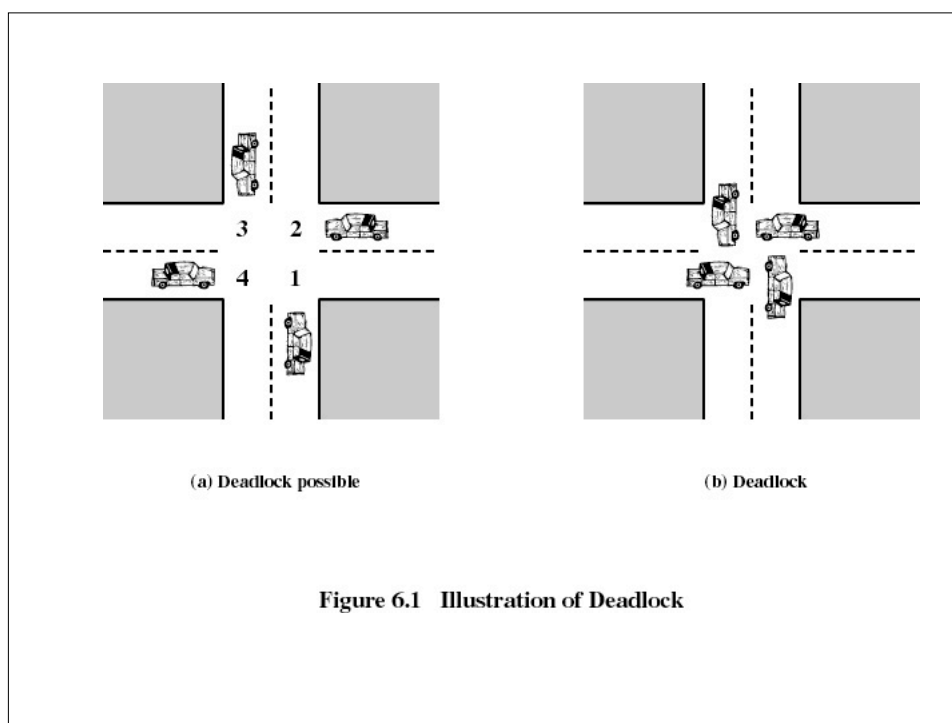 3 2
4 1
(a) Deadlock possible
(b) Deadlock
Figure 6.1 Illustration of Deadlock